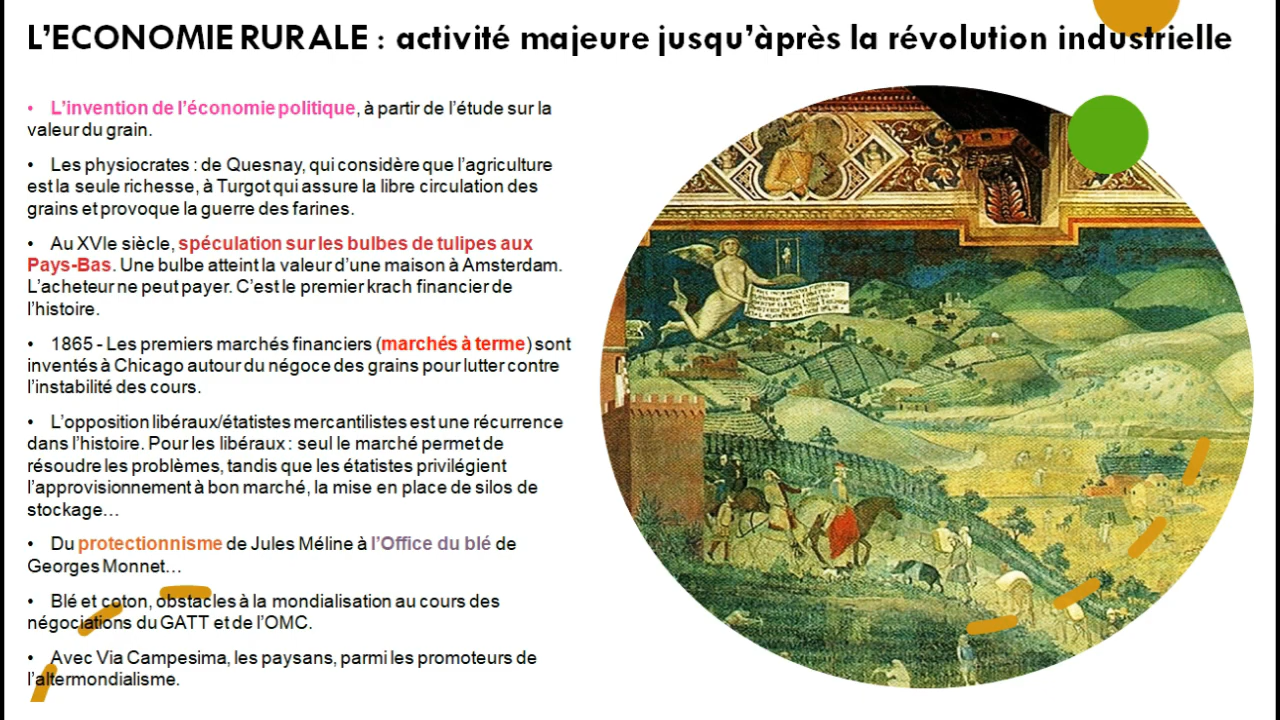 L'ECONOMIE RURALE : activité majeure jusqu'àprès la révolution industrielle
• L'invention de l'économie politique, à partir de l'étude sur la
valeur du grain.
• Les physiocrates : de Quesnay, qui considère que l'agriculture
est la seule richesse, à Turgot qui assure la libre circulation des
grains et provoque la guerre des farines.
• Au XVIe siècle, spéculation sur les bulbes de tulipes aux
Pays-Bas. Une bulbe atteint la valeur d'une maison à Amsterdam.
L'acheteur ne peut payer. C'est le premier krach financier de
l'histoire.
• 1865 - Les premiers marchés financiers (marchés à terme) sont
inventés à Chicago autour du négoce des grains pour lutter contre
l'instabilité des cours.
• L'opposition libéraux/étatistes mercantilistes est une récurrence
dans l'histoire. Pour les libéraux : seul le marché permet de
résoudre les problèmes, tandis que les étatistes privilégient
l'approvisionnement à bon marché, la mise en place de silos de
stockage…
• Du protectionnisme de Jules Méline à l'Office du blé de
Georges Monnet…
• Blé et coton, obstacles à la mondialisation au cours des
négociations du GATT et de l'OMC.
• Avec Via Campesima, les paysans, parmi les promoteurs de
l'altermondialisme.